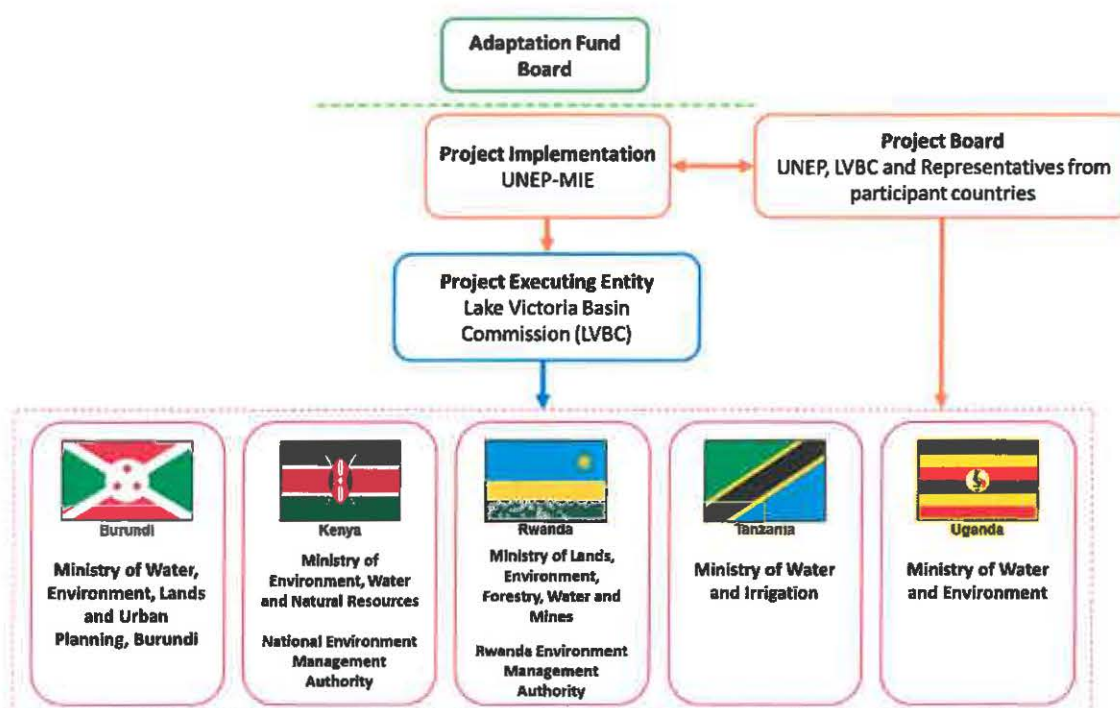 Adaptation Fund
Board
Project Implementation
UNEP-MIE
Project Board
UNEP, LVBC and Representatives from
participant countries
Project Executing Entity
Lake Victoria Basin
Commission (LVBC)
Burundi
Ministry of Water,
Environment, Lands
and Urban
Planning, Burundi
Kenya
Ministry of
Environment, Water
and Natural Resources
National Environment
Management
Authority
Rwanda
Ministry of Lands,
Environment,
Forestry, Water and
Mines
Rwanda Environment
Management
Authority
Tanzania
Ministry of Water
and Irrigation
Uganda
Ministry of Water
and Environment